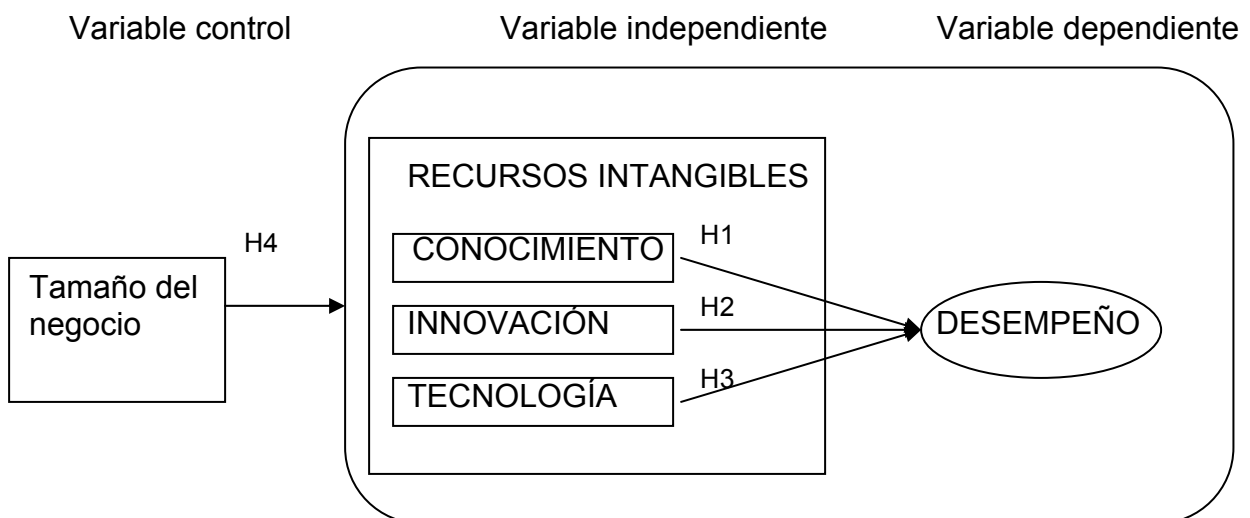 Variable control
Variable independiente
Variable dependiente
RECURSOS INTANGIBLES
H4
Tamaño del
negocio
CONOCIMIENTO
H1
INNOVACIÓN
H2
TECNOLOGÍA
H3
DESEMPEÑO